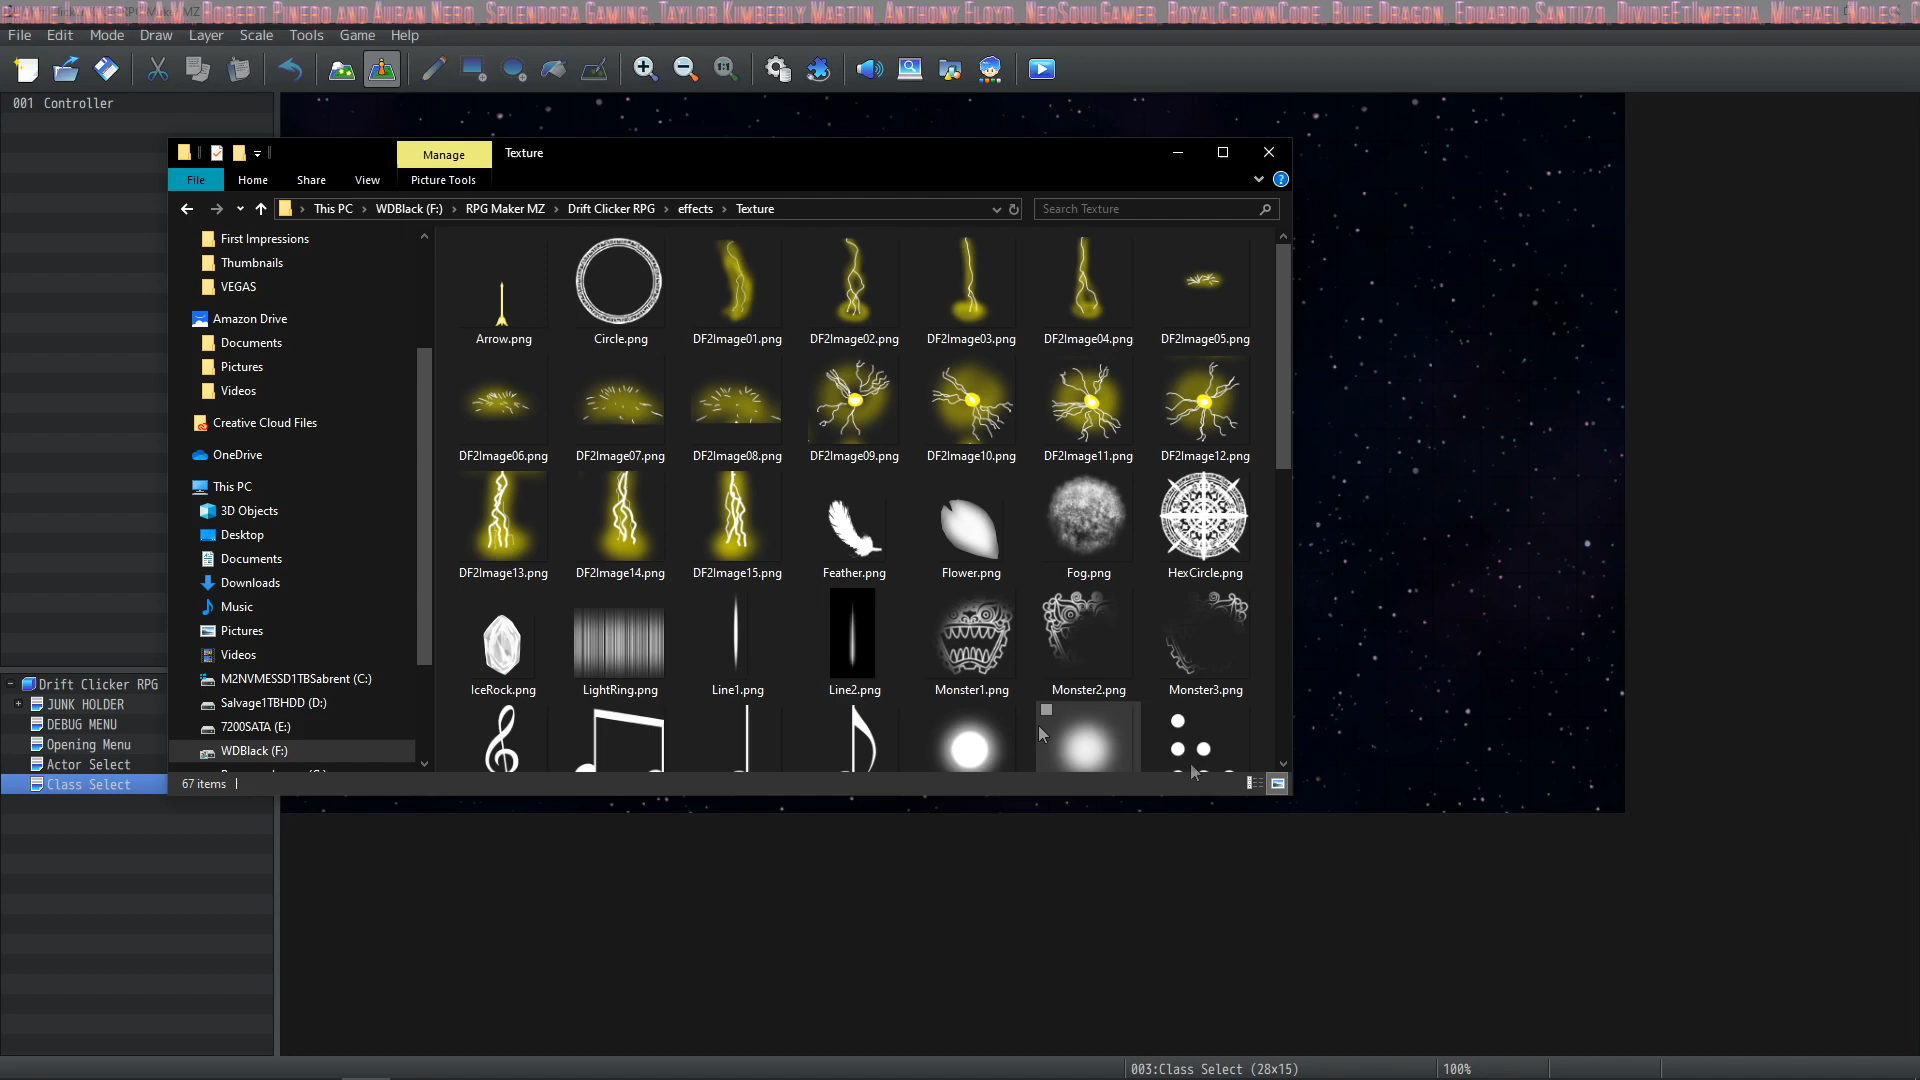 ROBERT PUNERO AND AURAN NERO, SPLENDORA GAMING, TAYLOR KIMBERLY MARTIN, ANTHONY FLOYD, NEOSOULGAMER, ROYALCROWNCODE, BLUE DRAGON, EDUARDO SANTUZO, DIVIDEETIMPERIA, MICHAEL NOLES,
File Edit Mode Draw Layer Scale Tools Game Help
001 Controller
Manage Texture
File Home Share View Picture Tools
This PC WDBlack (F:) RPG Maker MZ Drift Clicker RPG effects Texture Search Texture
First Impressions
Thumbnails
VEGAS
Amazon Drive
Documents
Pictures
Videos
Creative Cloud Files
OneDrive
This PC
3D Objects
Desktop
Documents
Downloads
Music
Pictures
Videos
M2NVMESSD1TBSabrent (C:)
Salvage1TBHDD (D:)
7200SATA (E:)
WDBlack (F:)
Arrow.png Circle.png DF2Image01.png DF2Image02.png DF2Image03.png DF2Image04.png DF2Image05.png
DF2Image06.png DF2Image07.png DF2Image08.png DF2Image09.png DF2Image10.png DF2Image11.png DF2Image12.png
DF2Image13.png DF2Image14.png DF2Image15.png Feather.png Flower.png Fog.png HexCircle.png
IceRock.png LightRing.png Line1.png Line2.png Monster1.png Monster2.png Monster3.png
67 items
Drift Clicker RPG
JUNK HOLDER
DEBUG MENU
Opening Menu
Actor Select
Class Select
003:Class Select (28x15) 100%